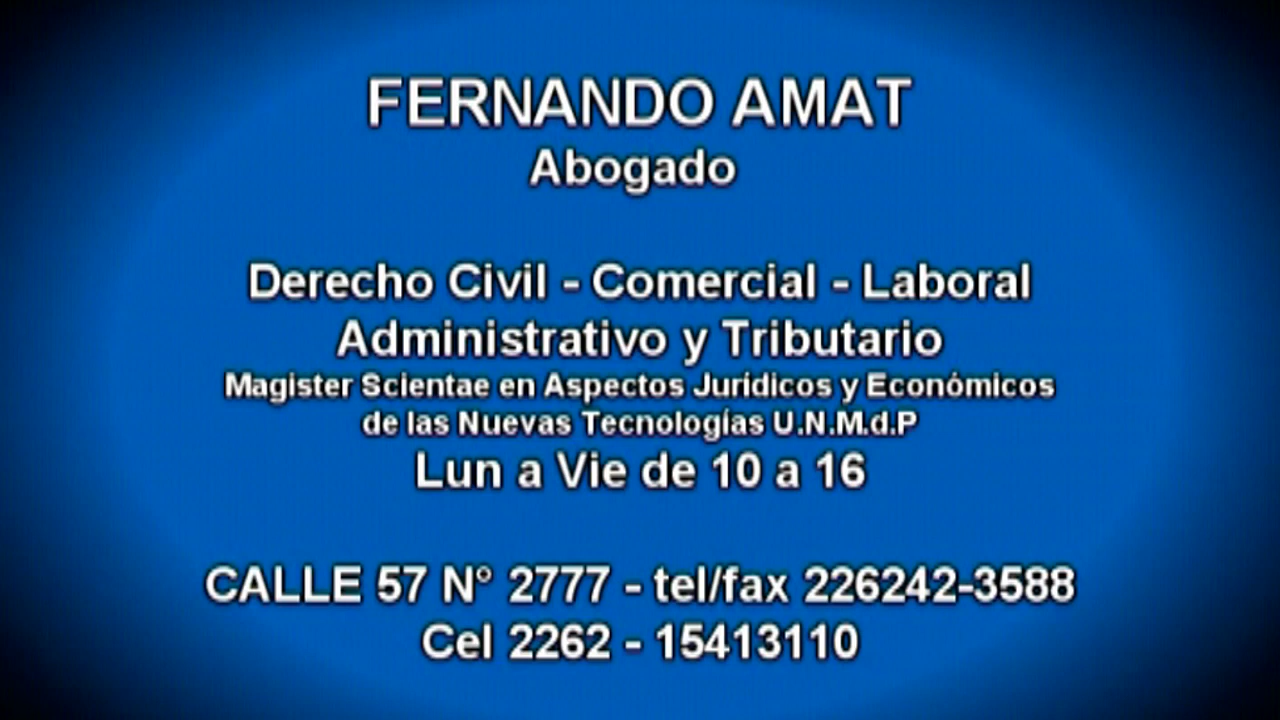 FERNANDO AMAT
Abogado
Derecho Civil - Comercial - Laboral
Administrativo y Tributario
Magister Scientae en Aspectos Jurídicos y Económicos
de las Nuevas Tecnologías U.N.M.d.P
Lun a Vie de 10 a 16
CALLE 57 N° 2777 - tel/fax 226242-3588
Cel 2262 - 15413110